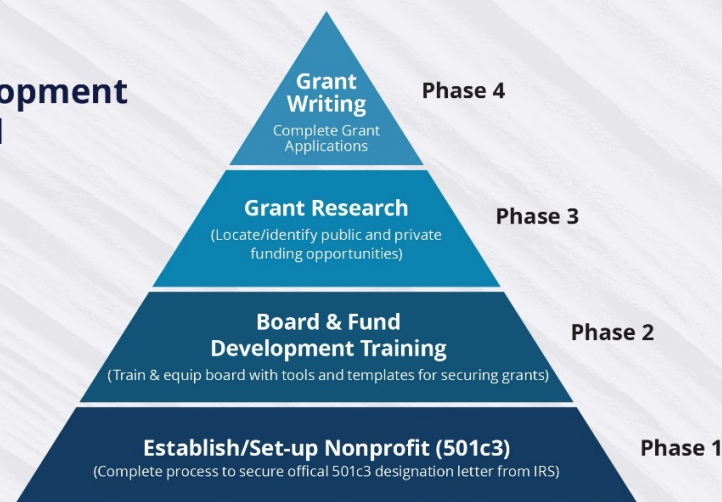 opment
Grant
Writing
Complete Grant
Applications
Phase 4
Grant Research
(Locate/identify public and private
funding opportunities)
Phase 3
Board & Fund
Development Training
(Train & equip board with tools and templates for securing grants)
Phase 2
Establish/Set-up Nonprofit (501c3)
(Complete process to secure offical 501c3 designation letter from IRS)
Phase 1